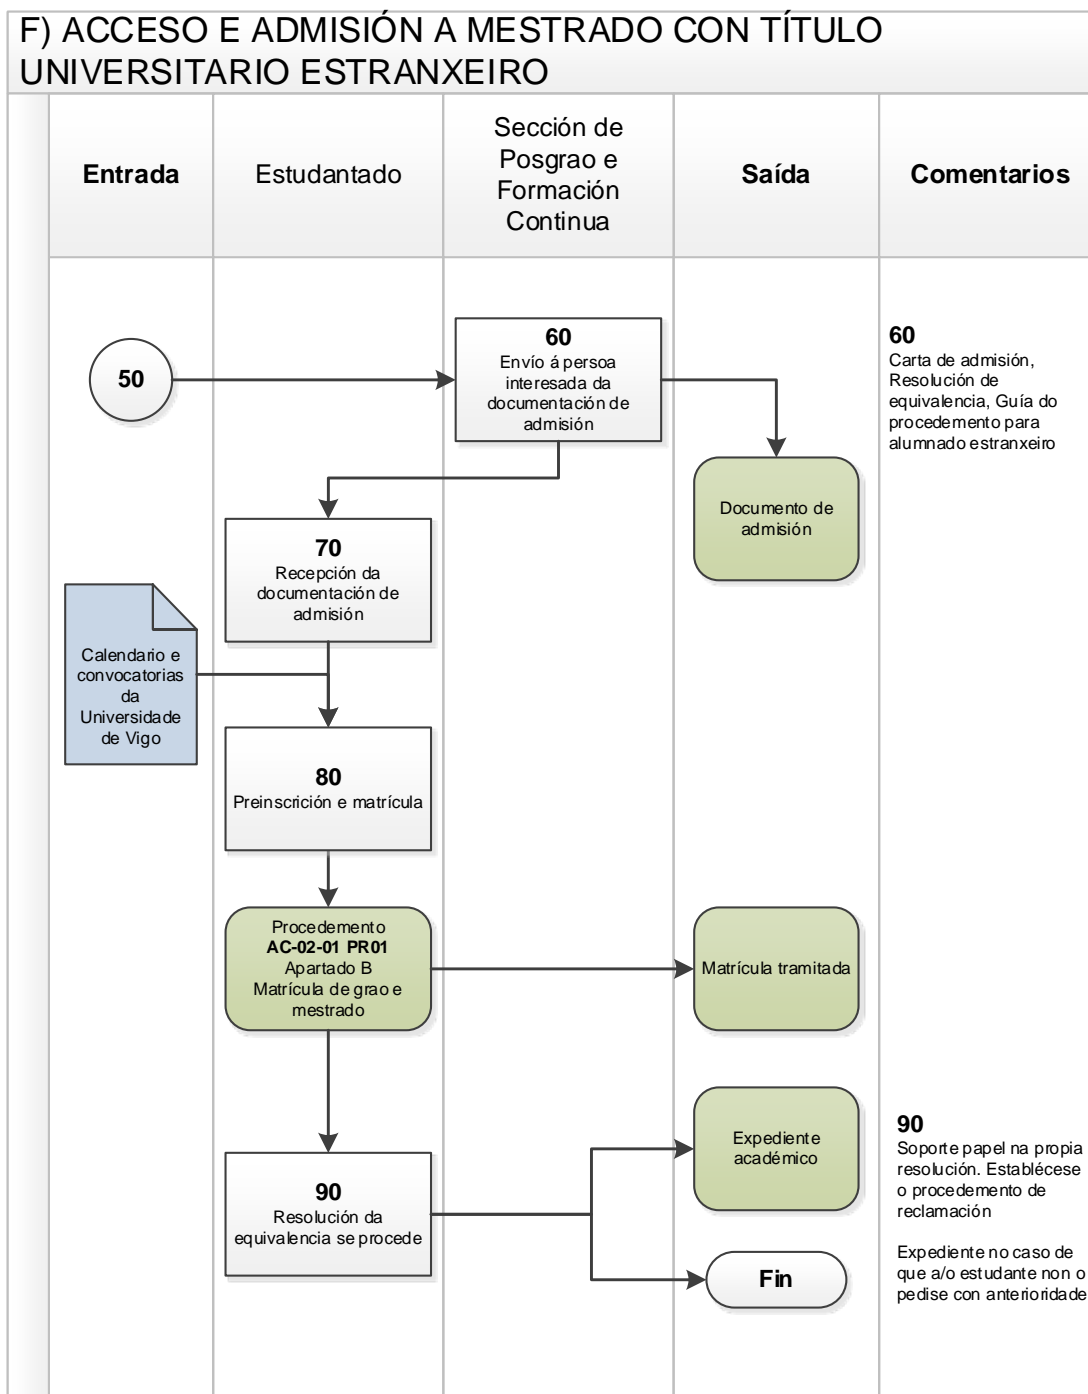 F) ACCESO E ADMISIÓN A MESTRADO CON TÍTULO
UNIVERSITARIO ESTRANXEIRO
Entrada
Estudantado
Sección de
Posgrao e
Formación
Continua
Saída
Comentarios
50
60
Envío á persoa
interesada da
documentación de
admisión
60
Carta de admisión,
Resolución de
equivalencia, Guía do
procedemento para
alumnado estranxeiro
Documento de
admisión
70
Recepción da
documentación de
admisión
Calendario e
convocatorias
da
Universidade
de Vigo
80
Preinscrición e matrícula
Procedemento
AC-02-01 PR01
Apartado B
Matrícula de grao e
mestrado
Matrícula tramitada
Expediente
académico
90
Resolución da
equivalencia se procede
90
Soporte papel na propia
resolución. Establécese
o procedemento de
reclamación
Expediente no caso de
que a/o estudante non o
pedise con anterioridade
Fin